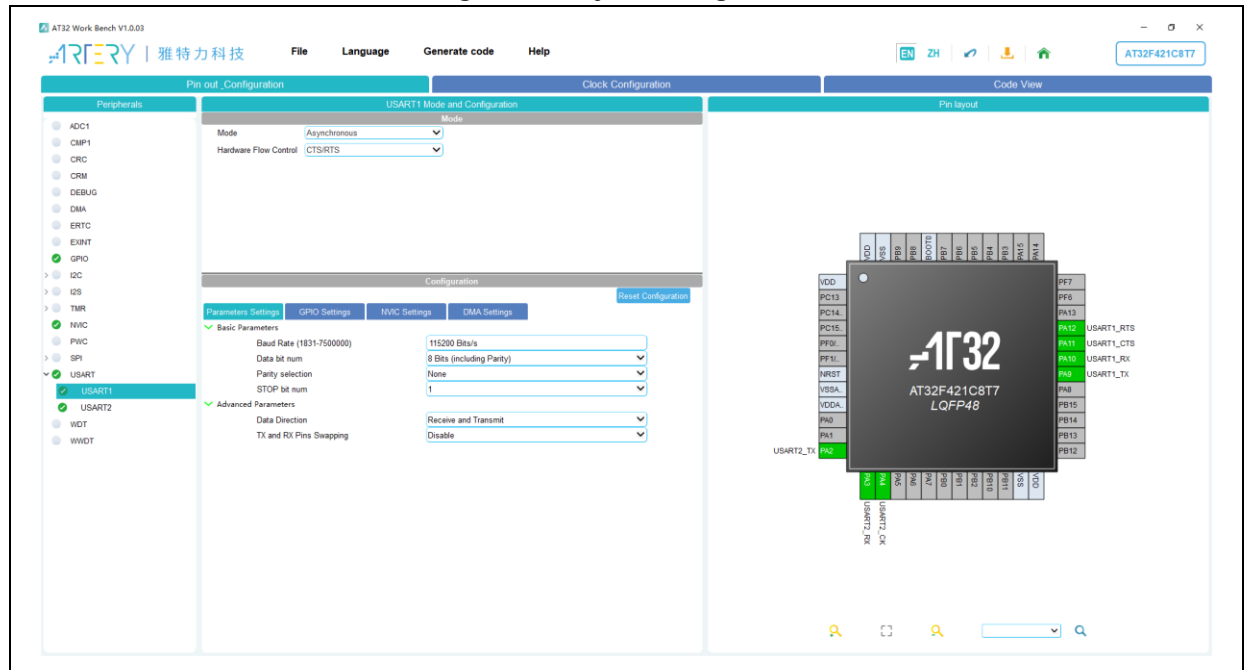 AT32 Work Bench V1.0.03
ARTERY 雅特力科技 File Language Generate code Help EN ZH AT32F421C8T7
Pin out _Configuration Clock Configuration Code View
Peripherals USART1 Mode and Configuration Pin layout
Mode
Mode Asynchronous
Hardware Flow Control CTS/RTS
ADC1
CMP1
CRC
CRM
DEBUG
DMA
ERTC
EXINT
GPIO
I2C
I2S
TMR
NVIC
PWC
SPI
USART
USART1
USART2
WDT
WWDT
Configuration
Reset Configuration
Parameters Settings GPIO Settings NVIC Settings DMA Settings
Basic Parameters
Baud Rate (1831-7500000) 115200 Bits/s
Data bit num 8 Bits (including Parity)
Parity selection None
STOP bit num 1
Advanced Parameters
Data Direction Receive and Transmit
TX and RX Pins Swapping Disable
VDD VSS PB9 PB8 BOOT0 PB7 PB6 PB5 PB4 PB3 PA15 PA14
VDD
PC13
PC14..
PC15..
PF0/..
PF1/..
NRST
VSSA..
VDDA..
PA0
PA1
USART2_TX PA2
AT32
AT32F421C8T7
LQFP48
PF7
PF6
PA13
PA12 USART1_RTS
PA11 USART1_CTS
PA10 USART1_RX
PA9 USART1_TX
PA8
PB15
PB14
PB13
PB12
PA3 PA4 PA5 PA6 PA7 PB0 PB1 PB2 PB10 PB11 VSS VDD
USART2_RX USART2_CK